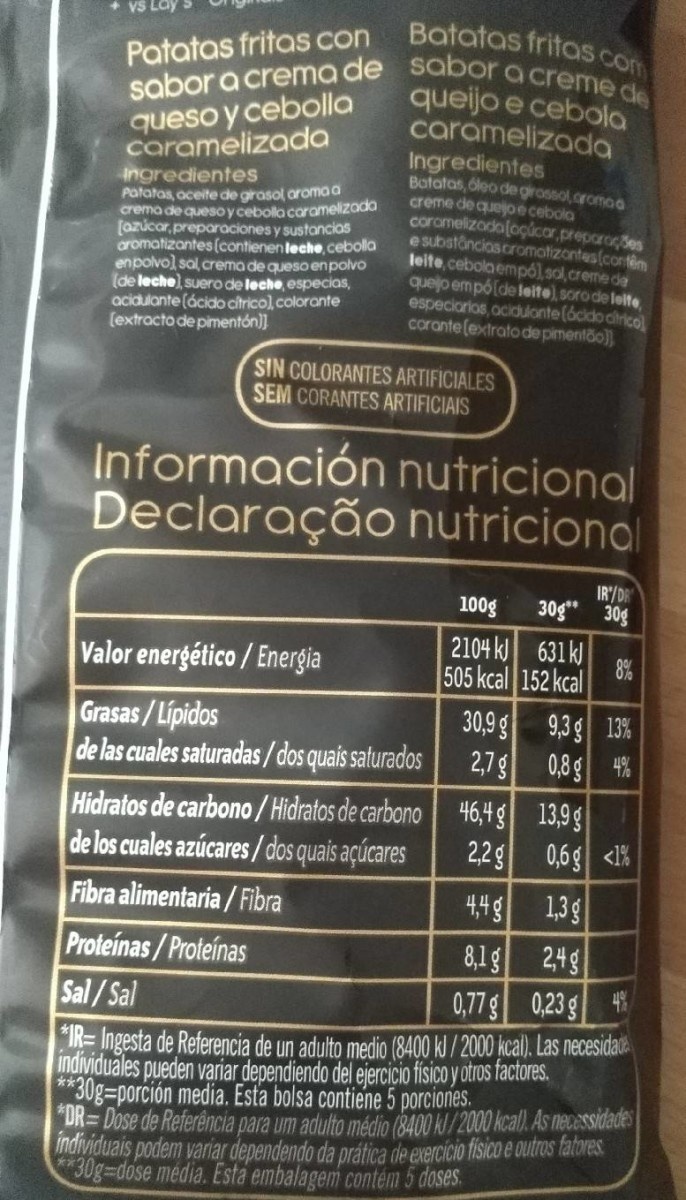 + vs Lay's
Patatas fritas con
sabor a crema de
queso y cebolla
caramelizada
Ingredientes
Patatas, aceite de girasol, aroma a
crema de queso y cebolla caramelizada
[azúcar, preparaciones y sustancias
aromatizantes (contienen leche, cebolla
en polvo), sal, crema de queso en polvo
(de leche), suero de leche, especias,
acidulante (ácido cítrico), colorante
(extracto de pimentón)]
Batatas fritas com
sabor a creme de
queijo e cebola
caramelizada
Ingredientes
Batatas, óleo de girassol, aroma a
creme de queijo e cebola
caramelizada [açúcar, preparações
e substâncias aromatizantes (contêm
leite, cebola em pó), sal, creme de
queijo em pó (de leite), soro de leite,
especiarias, acidulante (ácido cítrico),
corante (extrato de pimentão)].
SIN COLORANTES ARTIFICIALES
SEM CORANTES ARTIFICIAIS
Información nutricional
Declaração nutricional
100g 30g** IR*/DR* 30g
Valor energético / Energia 2104 kJ 631 kJ 8%
505 kcal 152 kcal
Grasas / Lípidos 30,9 g 9,3 g 13%
de las cuales saturadas / dos quais saturados 2,7 g 0,8 g 4%
Hidratos de carbono / Hidratos de carbono 46,4 g 13,9 g
de los cuales azúcares / dos quais açúcares 2,2 g 0,6 g <1%
Fibra alimentaria / Fibra 4,4 g 1,3 g
Proteínas / Proteínas 8,1 g 2,4 g
Sal / Sal 0,77 g 0,23 g 4%
*IR= Ingesta de Referencia de un adulto medio (8400 kJ / 2000 kcal). Las necesidades
individuales pueden variar dependiendo del ejercicio físico y otros factores.
**30g=porción media. Esta bolsa contiene 5 porciones.
*DR= Dose de Referência para um adulto médio (8400 kJ / 2000 kcal). As necessidades
individuais podem variar dependendo da prática de exercício físico e outros fatores.
**30g=dose média. Esta embalagem contém 5 doses.